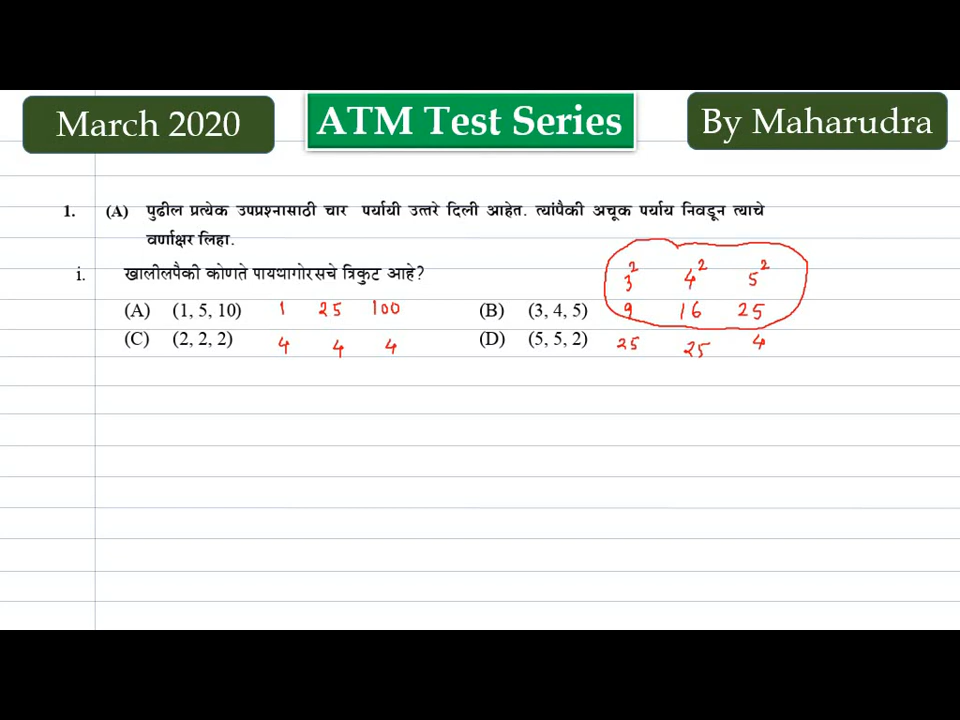 March 2020 ATM Test Series By Maharudra
1. (A) पुढील प्रत्येक उपप्रश्नासाठी चार पर्यायी उत्तरे दिली आहेत. त्यांपैकी अचूक पर्याय निवडून त्याचे
वर्णाक्षर लिहा.
i. खालीलपैकी कोणते पायथागोरसचे त्रिकुट आहे? 3² 4² 5²
(A) (1, 5, 10) 1 25 100 (B) (3, 4, 5) 9 16 25
(C) (2, 2, 2) 4 4 4 (D) (5, 5, 2) 25 25 4